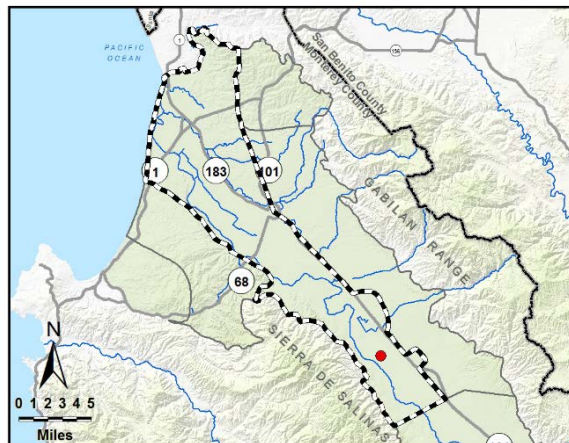 1
PACIFIC
OCEAN
156
San Benito County
Monterey County
1
183
101
GABILAN RANGE
68
SIERRA DE SALINAS
N
0 1 2 3 4 5
Miles